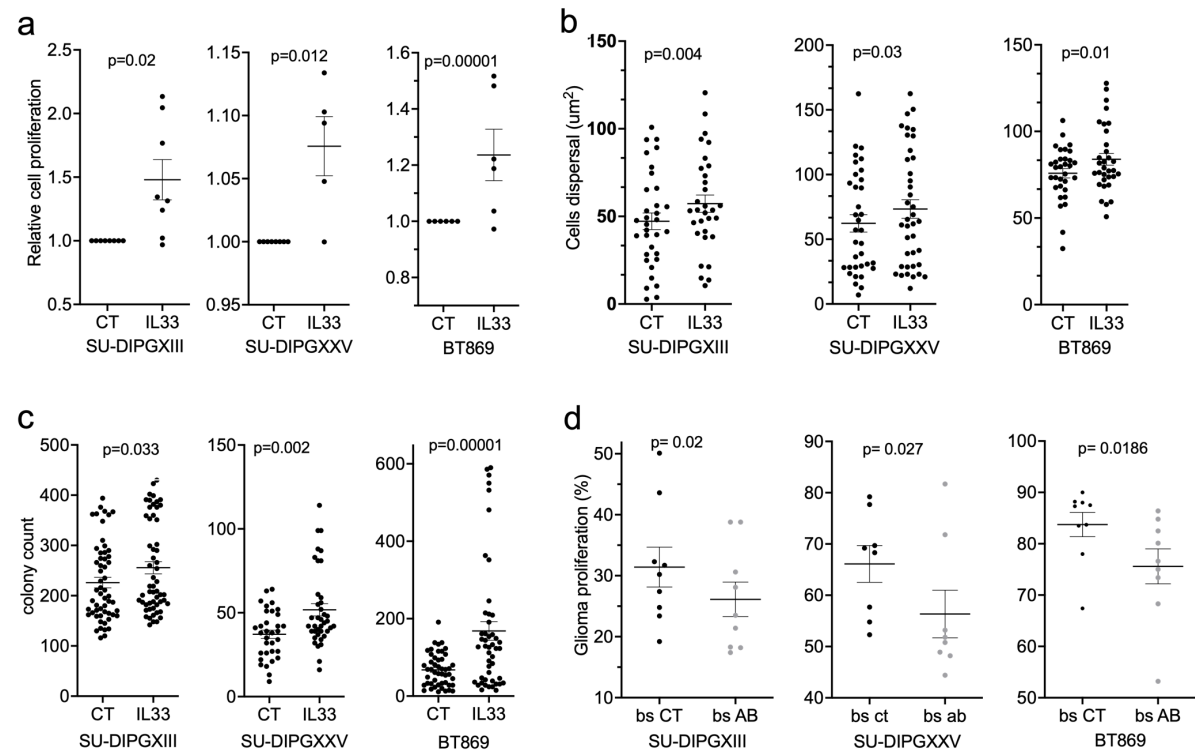 a
Relative cell proliferation
p=0.02
2.5
2.0
1.5
1.0
0.5
CT IL33
SU-DIPGXIII
p=0.012
1.15
1.10
1.05
1.00
0.95
CT IL33
SU-DIPGXXV
p=0.00001
1.6
1.4
1.2
1.0
0.8
CT IL33
BT869
b
Cells dispersal (um2)
p=0.004
150
100
50
0
CT IL33
SU-DIPGXIII
p=0.03
200
150
100
50
0
CT IL33
SU-DIPGXXV
p=0.01
150
100
50
0
CT IL33
BT869
c
colony count
p=0.033
500
400
300
200
100
0
CT IL33
SU-DIPGXIII
p=0.002
150
100
50
0
CT IL33
SU-DIPGXXV
p=0.00001
600
400
200
0
CT IL33
BT869
d
Glioma proliferation (%)
p= 0.02
50
40
30
20
10
bs CT bs AB
SU-DIPGXIII
p= 0.027
90
80
70
60
50
40
bs ct bs ab
SU-DIPGXXV
p= 0.0186
100
90
80
70
60
50
bs CT bs AB
BT869